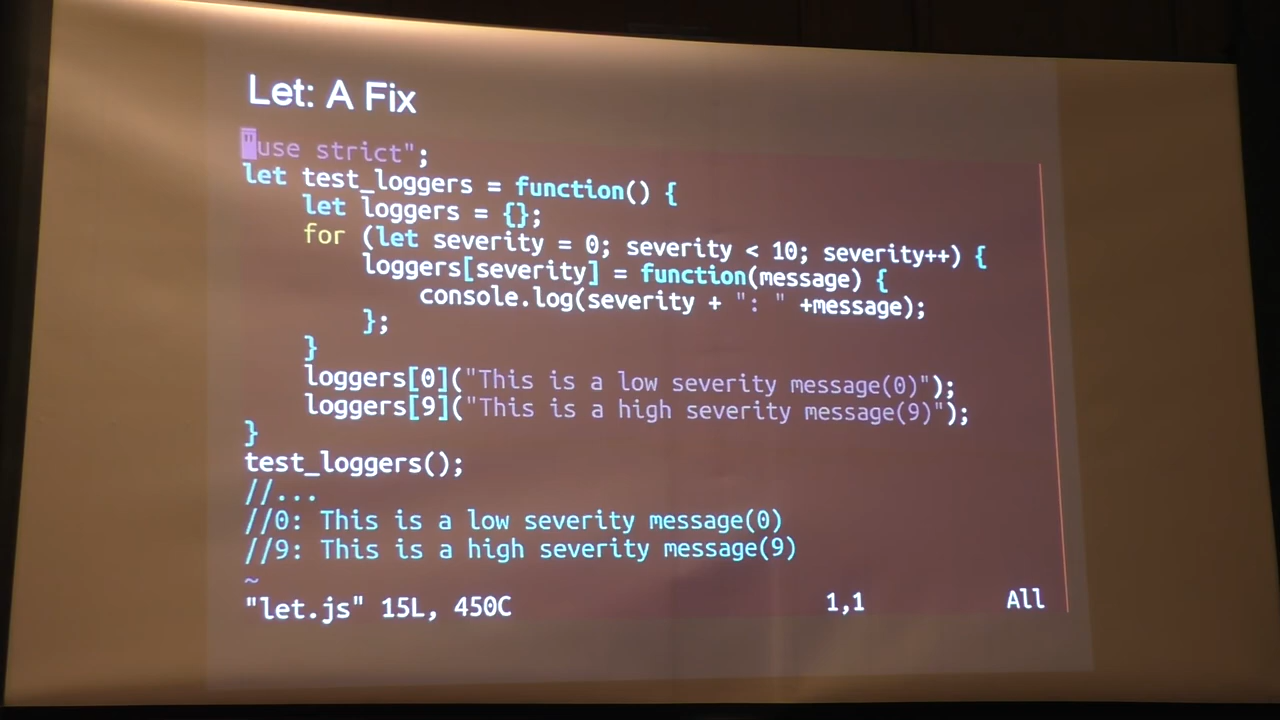 Let: A Fix
"use strict";
let test_loggers = function() {
    let loggers = {};
    for (let severity = 0; severity < 10; severity++) {
        loggers[severity] = function(message) {
            console.log(severity + ": " +message);
        };
    }
    loggers[0]("This is a low severity message(0)");
    loggers[9]("This is a high severity message(9)");
}
test_loggers();
//...
//0: This is a low severity message(0)
//9: This is a high severity message(9)
~
"let.js" 15L, 450C 1,1 All